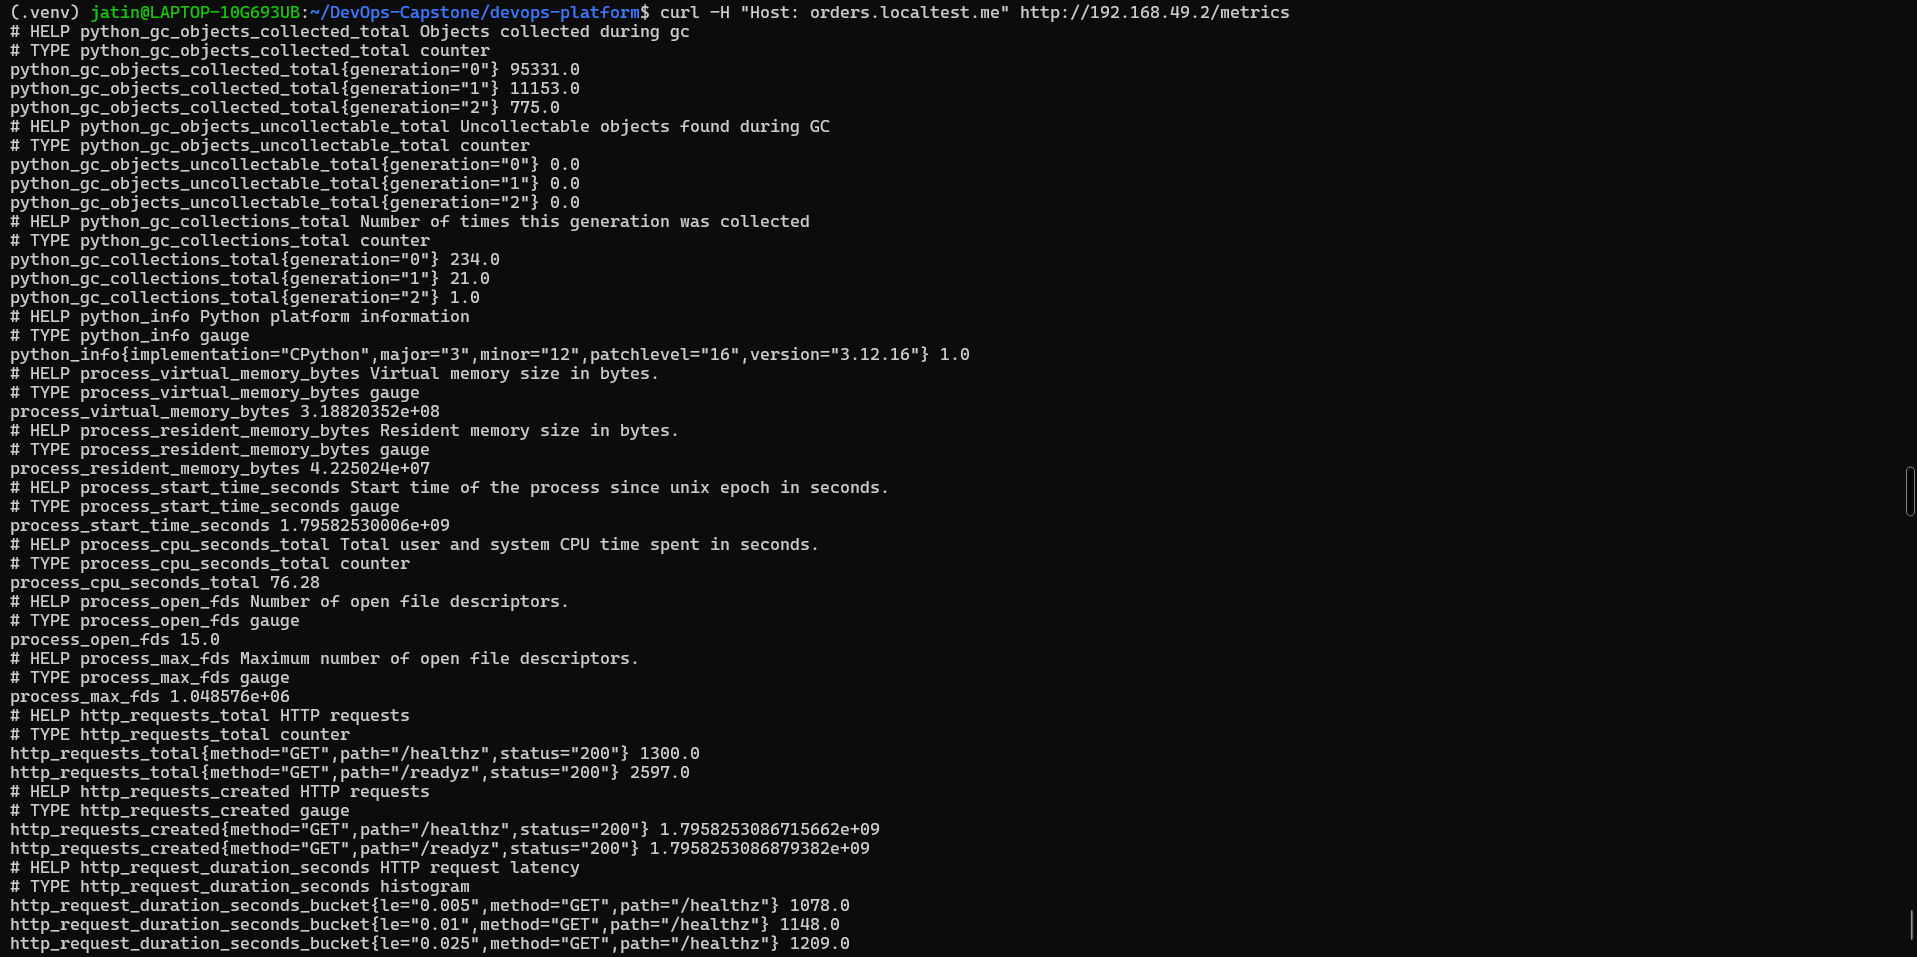 (.venv) jatin@LAPTOP-10G693UB:~/DevOps-Capstone/devops-platform$ curl -H "Host: orders.localtest.me" http://192.168.49.2/metrics
# HELP python_gc_objects_collected_total Objects collected during gc
# TYPE python_gc_objects_collected_total counter
python_gc_objects_collected_total{generation="0"} 95331.0
python_gc_objects_collected_total{generation="1"} 11153.0
python_gc_objects_collected_total{generation="2"} 775.0
# HELP python_gc_objects_uncollectable_total Uncollectable objects found during GC
# TYPE python_gc_objects_uncollectable_total counter
python_gc_objects_uncollectable_total{generation="0"} 0.0
python_gc_objects_uncollectable_total{generation="1"} 0.0
python_gc_objects_uncollectable_total{generation="2"} 0.0
# HELP python_gc_collections_total Number of times this generation was collected
# TYPE python_gc_collections_total counter
python_gc_collections_total{generation="0"} 234.0
python_gc_collections_total{generation="1"} 21.0
python_gc_collections_total{generation="2"} 1.0
# HELP python_info Python platform information
# TYPE python_info gauge
python_info{implementation="CPython",major="3",minor="12",patchlevel="16",version="3.12.16"} 1.0
# HELP process_virtual_memory_bytes Virtual memory size in bytes.
# TYPE process_virtual_memory_bytes gauge
process_virtual_memory_bytes 3.18820352e+08
# HELP process_resident_memory_bytes Resident memory size in bytes.
# TYPE process_resident_memory_bytes gauge
process_resident_memory_bytes 4.225024e+07
# HELP process_start_time_seconds Start time of the process since unix epoch in seconds.
# TYPE process_start_time_seconds gauge
process_start_time_seconds 1.79582530006e+09
# HELP process_cpu_seconds_total Total user and system CPU time spent in seconds.
# TYPE process_cpu_seconds_total counter
process_cpu_seconds_total 76.28
# HELP process_open_fds Number of open file descriptors.
# TYPE process_open_fds gauge
process_open_fds 15.0
# HELP process_max_fds Maximum number of open file descriptors.
# TYPE process_max_fds gauge
process_max_fds 1.048576e+06
# HELP http_requests_total HTTP requests
# TYPE http_requests_total counter
http_requests_total{method="GET",path="/healthz",status="200"} 1300.0
http_requests_total{method="GET",path="/readyz",status="200"} 2597.0
# HELP http_requests_created HTTP requests
# TYPE http_requests_created gauge
http_requests_created{method="GET",path="/healthz",status="200"} 1.7958253086715662e+09
http_requests_created{method="GET",path="/readyz",status="200"} 1.7958253086879382e+09
# HELP http_request_duration_seconds HTTP request latency
# TYPE http_request_duration_seconds histogram
http_request_duration_seconds_bucket{le="0.005",method="GET",path="/healthz"} 1078.0
http_request_duration_seconds_bucket{le="0.01",method="GET",path="/healthz"} 1148.0
http_request_duration_seconds_bucket{le="0.025",method="GET",path="/healthz"} 1209.0